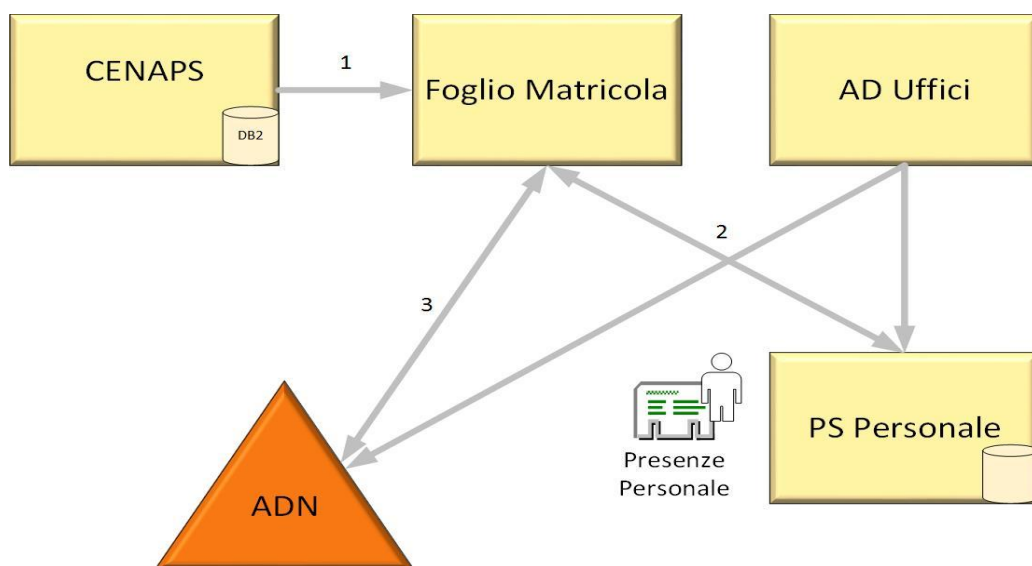 CENAPS
DB2
1
Foglio Matricola
AD Uffici
2
3
Presenze
Personale
PS Personale
ADN